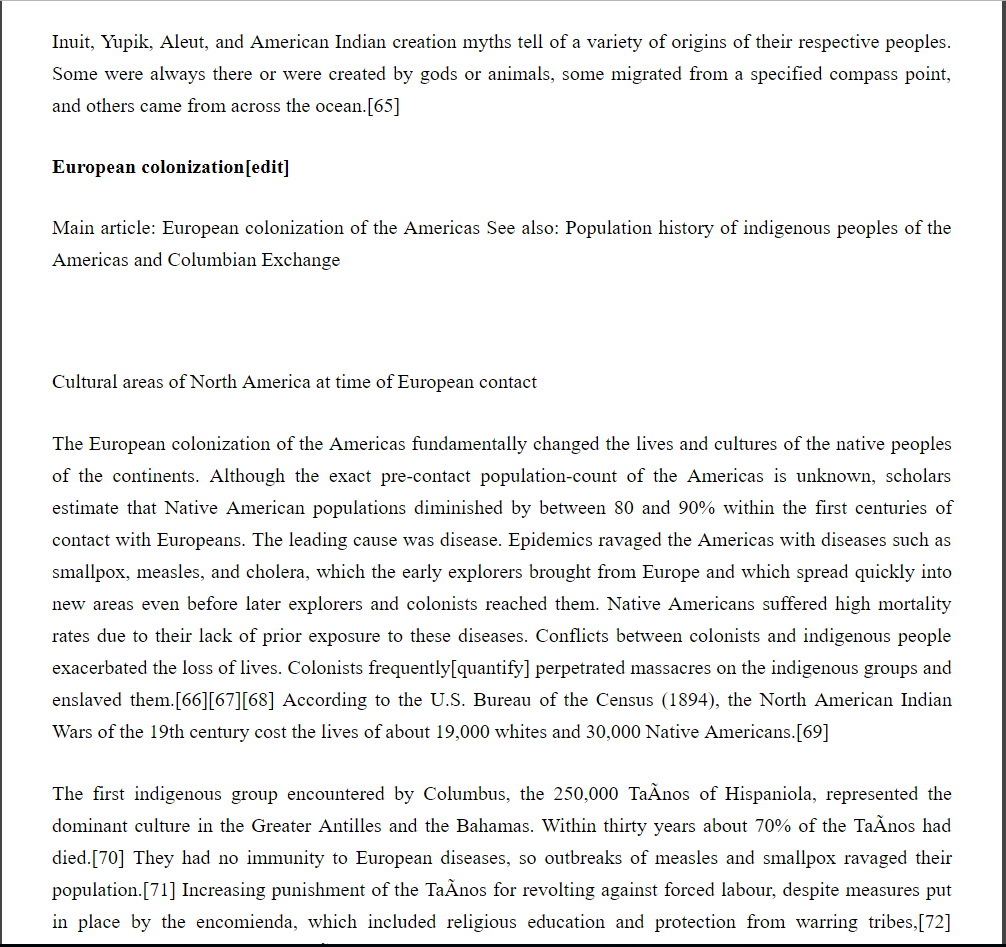 Inuit, Yupik, Aleut, and American Indian creation myths tell of a variety of origins of their respective peoples.
Some were always there or were created by gods or animals, some migrated from a specified compass point,
and others came from across the ocean.[65]
European colonization[edit]
Main article: European colonization of the Americas See also: Population history of indigenous peoples of the
Americas and Columbian Exchange
Cultural areas of North America at time of European contact
The European colonization of the Americas fundamentally changed the lives and cultures of the native peoples
of the continents. Although the exact pre-contact population-count of the Americas is unknown, scholars
estimate that Native American populations diminished by between 80 and 90% within the first centuries of
contact with Europeans. The leading cause was disease. Epidemics ravaged the Americas with diseases such as
smallpox, measles, and cholera, which the early explorers brought from Europe and which spread quickly into
new areas even before later explorers and colonists reached them. Native Americans suffered high mortality
rates due to their lack of prior exposure to these diseases. Conflicts between colonists and indigenous people
exacerbated the loss of lives. Colonists frequently[quantify] perpetrated massacres on the indigenous groups and
enslaved them.[66][67][68] According to the U.S. Bureau of the Census (1894), the North American Indian
Wars of the 19th century cost the lives of about 19,000 whites and 30,000 Native Americans.[69]
The first indigenous group encountered by Columbus, the 250,000 TaÃnos of Hispaniola, represented the
dominant culture in the Greater Antilles and the Bahamas. Within thirty years about 70% of the TaÃnos had
died.[70] They had no immunity to European diseases, so outbreaks of measles and smallpox ravaged their
population.[71] Increasing punishment of the TaÃnos for revolting against forced labour, despite measures put
in place by the encomienda, which included religious education and protection from warring tribes,[72]